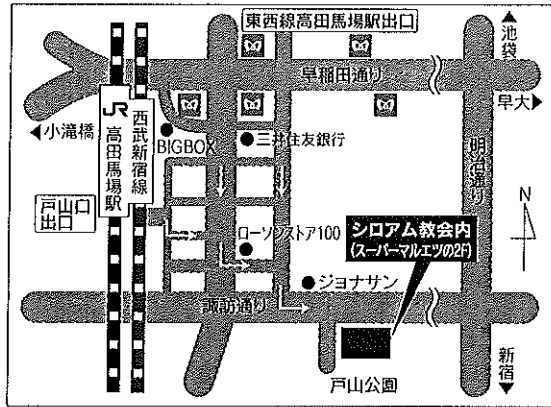 東西線高田馬場駅出口
▲池袋
早稲田通り
早大▶
JR高田馬場駅
西武新宿線
◀小滝橋
BIGBOX
三井住友銀行
明治通り
N
戸山口
出口
ローソンストア100
シロアム教会内
(スーパーマルエツの2F)
ジョナサン
諏訪通り
戸山公園
新宿▼